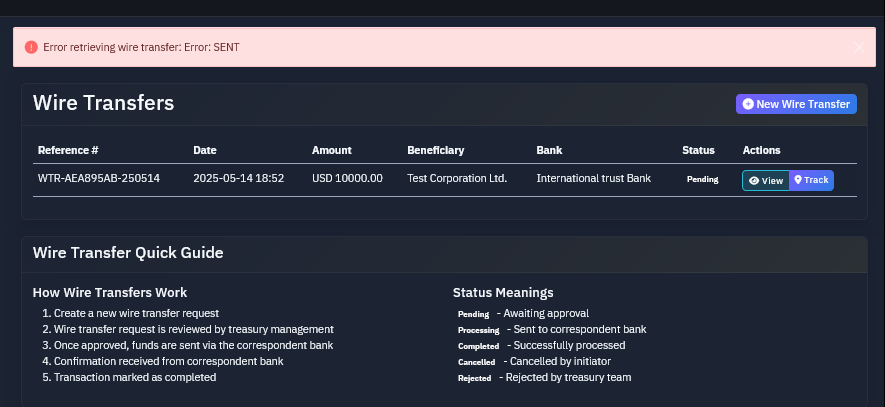 Error retrieving wire transfer: Error: SENT
Wire Transfers
New Wire Transfer
Reference # Date Amount Beneficiary Bank Status Actions
WTR-AEA895AB-250514 2025-05-14 18:52 USD 10000.00 Test Corporation Ltd. International trust Bank Pending View Track
Wire Transfer Quick Guide
How Wire Transfers Work
1. Create a new wire transfer request
2. Wire transfer request is reviewed by treasury management
3. Once approved, funds are sent via the correspondent bank
4. Confirmation received from correspondent bank
5. Transaction marked as completed
Status Meanings
Pending - Awaiting approval
Processing - Sent to correspondent bank
Completed - Successfully processed
Cancelled - Cancelled by initiator
Rejected - Rejected by treasury team